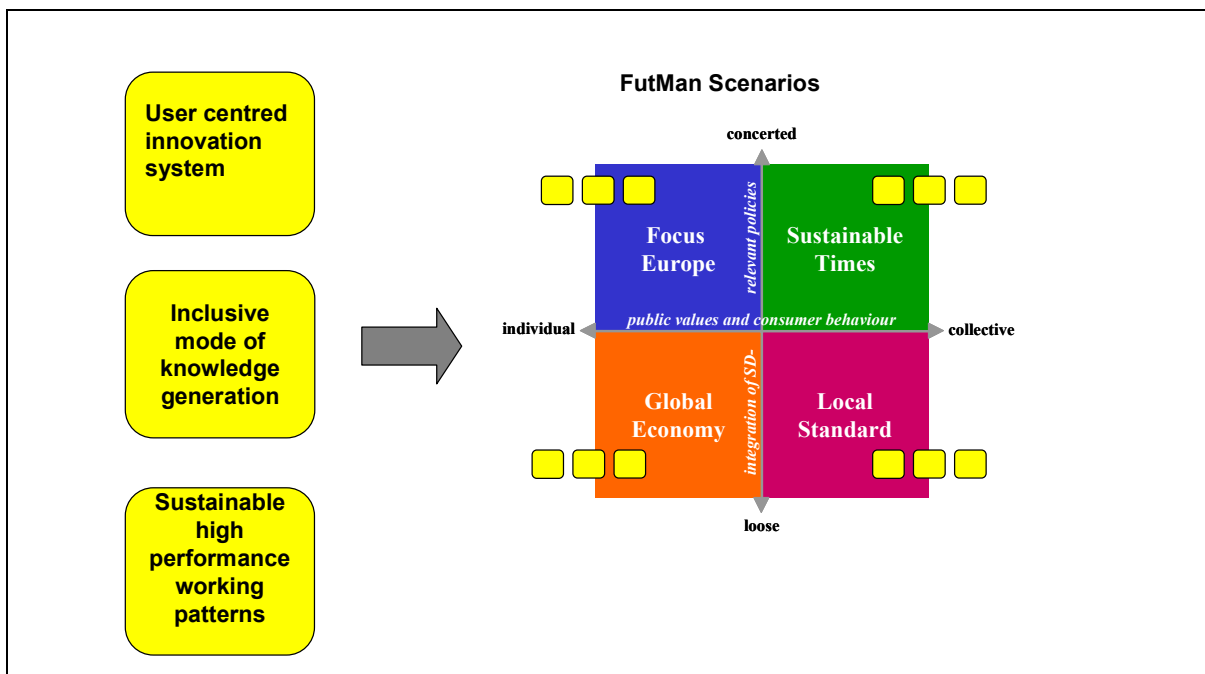 User centred
innovation
system
Inclusive
mode of
knowledge
generation
Sustainable
high
performance
working
patterns
FutMan Scenarios
concerted
Focus
Europe
relevant policies
Sustainable
Times
individual
public values and consumer behaviour
collective
Global
Economy
integration of SD-
Local
Standard
loose